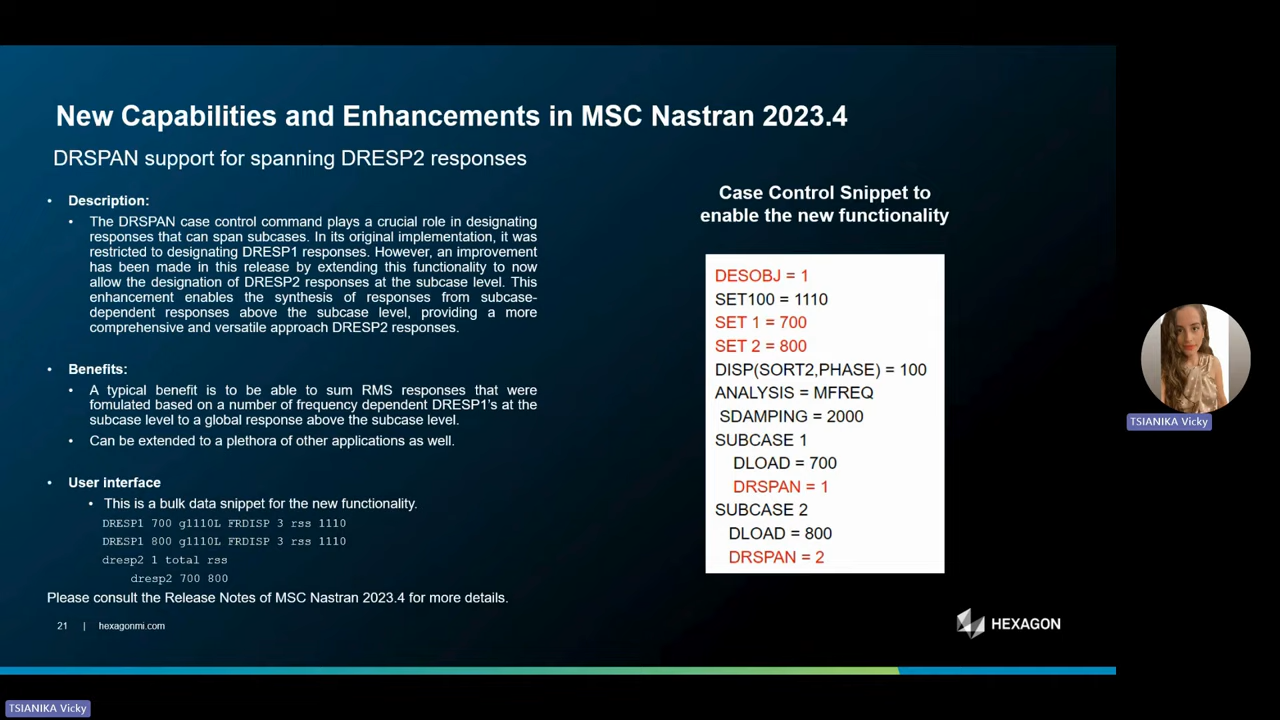 New Capabilities and Enhancements in MSC Nastran 2023.4
DRSPAN support for spanning DRESP2 responses
• Description:
• The DRSPAN case control command plays a crucial role in designating
responses that can span subcases. In its original implementation, it was
restricted to designating DRESP1 responses. However, an improvement
has been made in this release by extending this functionality to now
allow the designation of DRESP2 responses at the subcase level. This
enhancement enables the synthesis of responses from subcase-
dependent responses above the subcase level, providing a more
comprehensive and versatile approach DRESP2 responses.
• Benefits:
• A typical benefit is to be able to sum RMS responses that were
fomulated based on a number of frequency dependent DRESP1's at the
subcase level to a global response above the subcase level.
• Can be extended to a plethora of other applications as well.
• User interface
• This is a bulk data snippet for the new functionality.
DRESP1 700 g1110L FRDISP 3 rss 1110
DRESP1 800 g1110L FRDISP 3 rss 1110
dresp2 1 total rss
dresp2 700 800
Please consult the Release Notes of MSC Nastran 2023.4 for more details.
21 | hexagonmi.com
Case Control Snippet to
enable the new functionality
DESOBJ = 1
SET100 = 1110
SET 1 = 700
SET 2 = 800
DISP(SORT2,PHASE) = 100
ANALYSIS = MFREQ
SDAMPING = 2000
SUBCASE 1
DLOAD = 700
DRSPAN = 1
SUBCASE 2
DLOAD = 800
DRSPAN = 2
HEXAGON
TSIANIKA Vicky
TSIANIKA Vicky